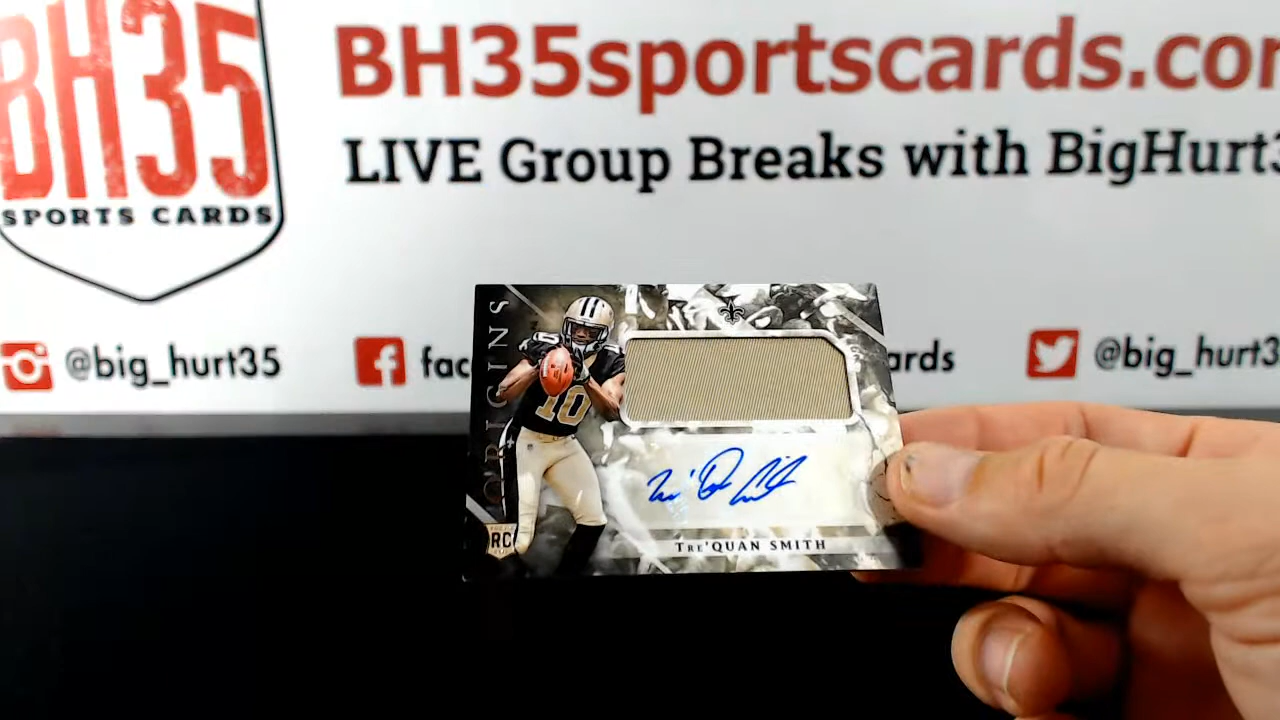 BH35
SPORTS CARDS
BH35sportscards.com
LIVE Group Breaks with BigHurt3
@big_hurt35
fac
ards
@big_hurt3
ORIGINS
10
RC
TRE'QUAN SMITH